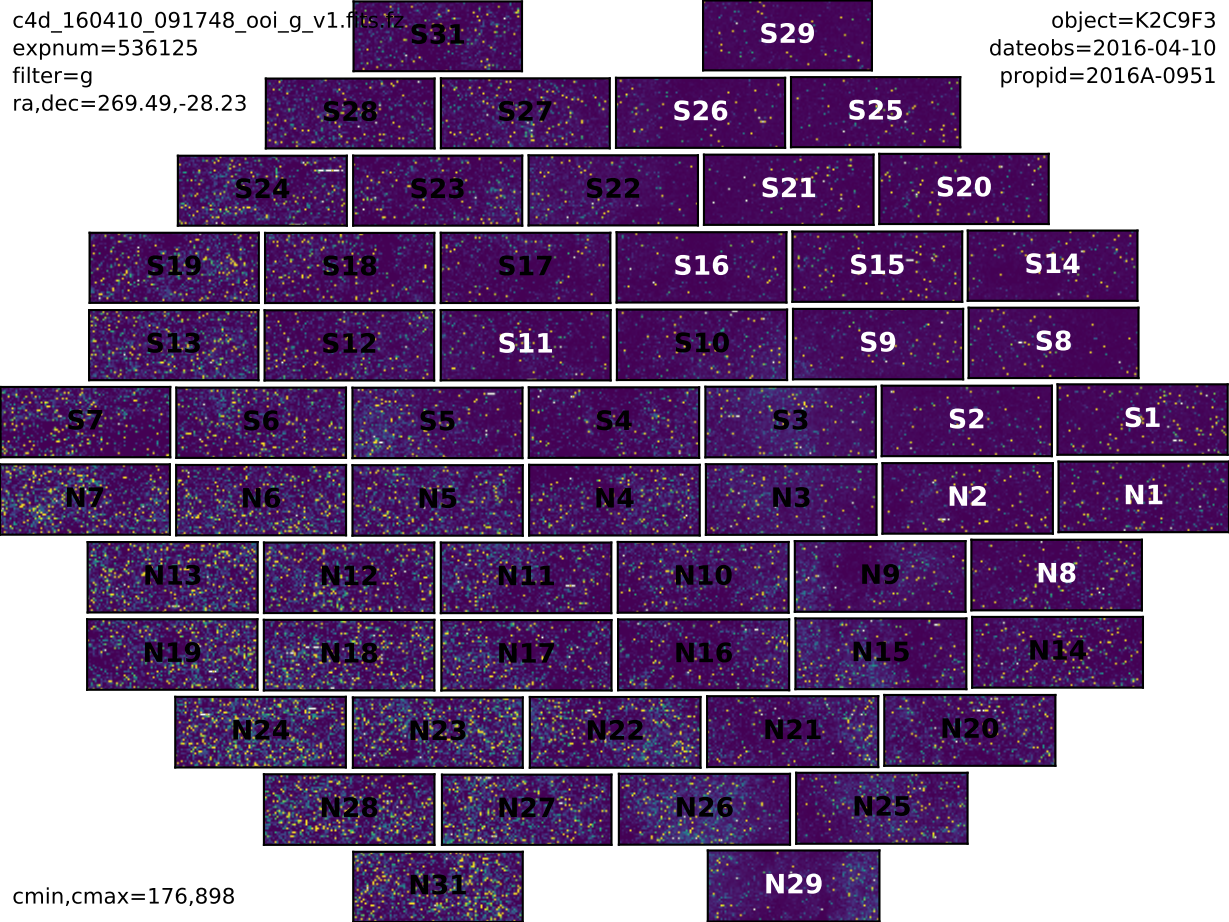 c4d_160410_091748_ooi_g_v1.fits.fz
expnum=536125
filter=g
ra,dec=269.49,-28.23
object=K2C9F3
dateobs=2016-04-10
propid=2016A-0951
S31 S29
S28 S27 S26 S25
S24 S23 S22 S21 S20
S19 S18 S17 S16 S15 S14
S13 S12 S11 S10 S9 S8
S7 S6 S5 S4 S3 S2 S1
N7 N6 N5 N4 N3 N2 N1
N13 N12 N11 N10 N9 N8
N19 N18 N17 N16 N15 N14
N24 N23 N22 N21 N20
N28 N27 N26 N25
N31 N29
cmin,cmax=176,898